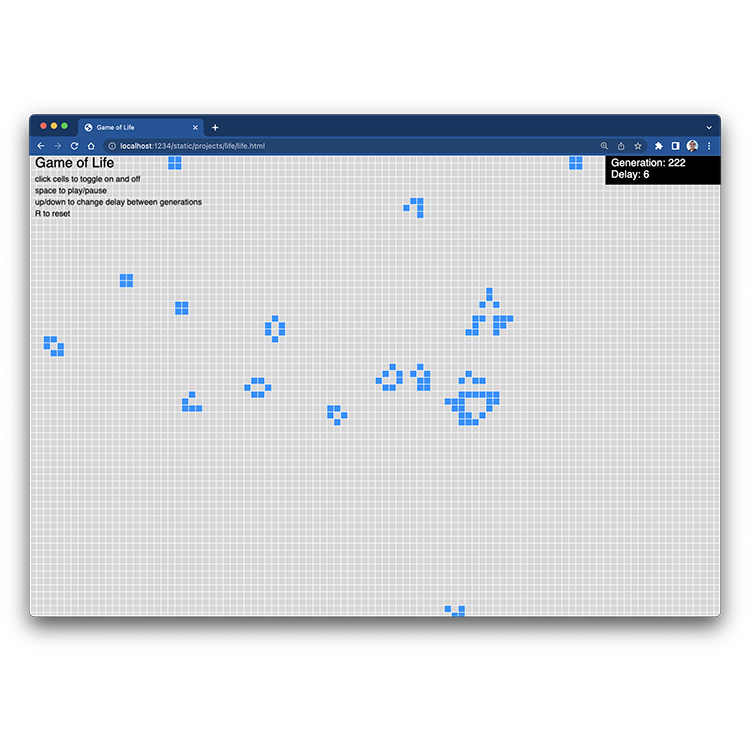 Game of Life
localhost:1234/static/projects/life/life.html
Game of Life
click cells to toggle on and off
space to play/pause
up/down to change delay between generations
R to reset
Generation: 222
Delay: 6